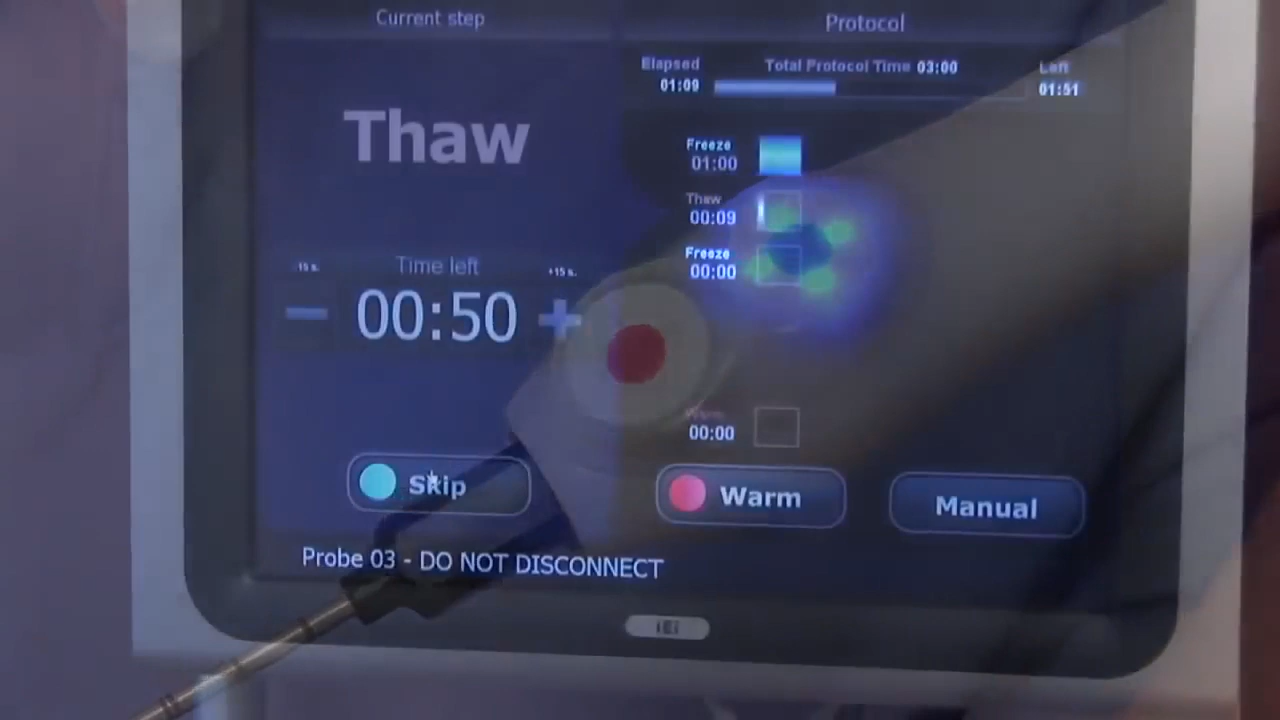 Current step
Protocol
Elapsed
01:09
Total Protocol Time 03:00
Left
01:51
Thaw
Freeze
01:00
Thaw
00:09
Freeze
00:00
-15 s.
Time left
+15 s.
00:50
Warm
00:00
Skip
Warm
Manual
Probe 03 - DO NOT DISCONNECT